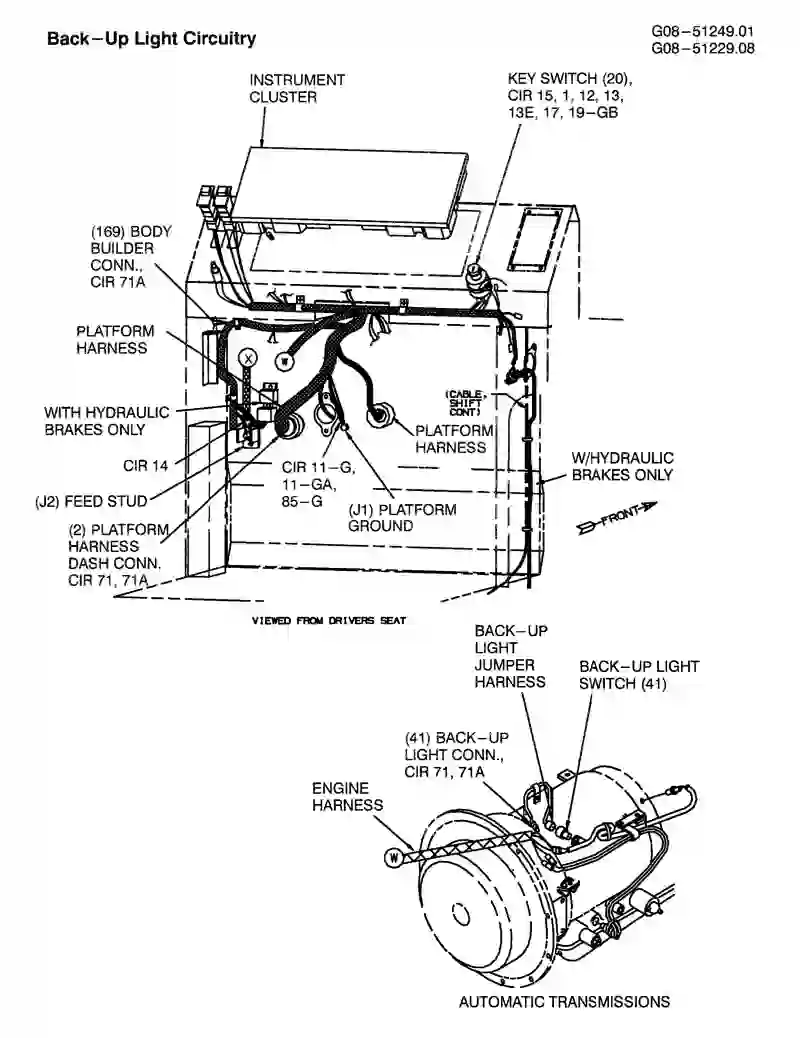 Back-Up Light Circuitry
G08-51249.01
G08-51229.08
INSTRUMENT
CLUSTER
KEY SWITCH (20),
CIR 15, 1, 12, 13,
13E, 17, 19-GB
(169) BODY
BUILDER
CONN.,
CIR 71A
PLATFORM
HARNESS
X
W
(CABLE,
SHIFT
CONT)
WITH HYDRAULIC
BRAKES ONLY
PLATFORM
HARNESS
W/HYDRAULIC
BRAKES ONLY
CIR 14
CIR 11-G,
11-GA,
85-G
(J2) FEED STUD
(J1) PLATFORM
GROUND
FRONT
(2) PLATFORM
HARNESS
DASH CONN.
CIR 71, 71A
VIEWED FROM DRIVERS SEAT
BACK-UP
LIGHT
JUMPER
HARNESS
BACK-UP LIGHT
SWITCH (41)
(41) BACK-UP
LIGHT CONN.,
CIR 71, 71A
ENGINE
HARNESS
W
AUTOMATIC TRANSMISSIONS